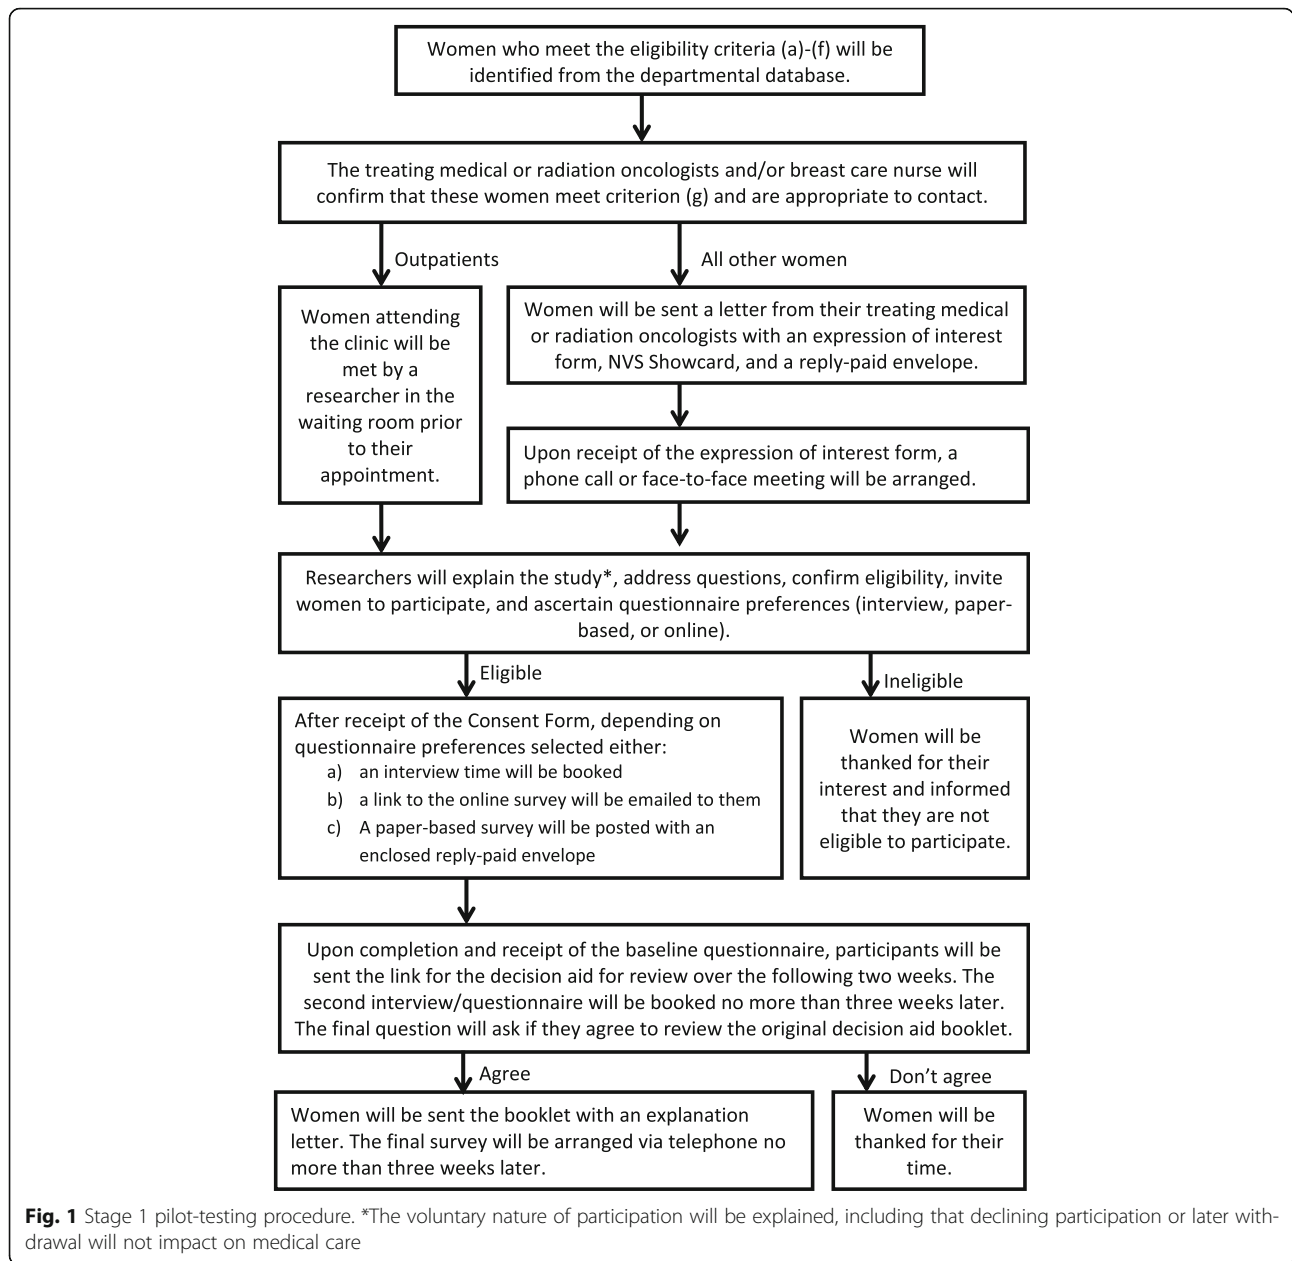 Women who meet the eligibility criteria (a)-(f) will be
identified from the departmental database.
The treating medical or radiation oncologists and/or breast care nurse will
confirm that these women meet criterion (g) and are appropriate to contact.
Outpatients
All other women
Women attending
the clinic will be
met by a
researcher in the
waiting room prior
to their
appointment.
Women will be sent a letter from their treating medical
or radiation oncologists with an expression of interest
form, NVS Showcard, and a reply-paid envelope.
Upon receipt of the expression of interest form, a
phone call or face-to-face meeting will be arranged.
Researchers will explain the study*, address questions, confirm eligibility, invite
women to participate, and ascertain questionnaire preferences (interview, paper-
based, or online).
Eligible
Ineligible
After receipt of the Consent Form, depending on
questionnaire preferences selected either:
a) an interview time will be booked
b) a link to the online survey will be emailed to them
c) A paper-based survey will be posted with an
enclosed reply-paid envelope
Women will be
thanked for their
interest and informed
that they are not
eligible to participate.
Upon completion and receipt of the baseline questionnaire, participants will be
sent the link for the decision aid for review over the following two weeks. The
second interview/questionnaire will be booked no more than three weeks later.
The final question will ask if they agree to review the original decision aid booklet.
Agree
Don't agree
Women will be sent the booklet with an explanation
letter. The final survey will be arranged via telephone no
more than three weeks later.
Women will be
thanked for their
time.
Fig. 1 Stage 1 pilot-testing procedure. *The voluntary nature of participation will be explained, including that declining participation or later with-
drawal will not impact on medical care